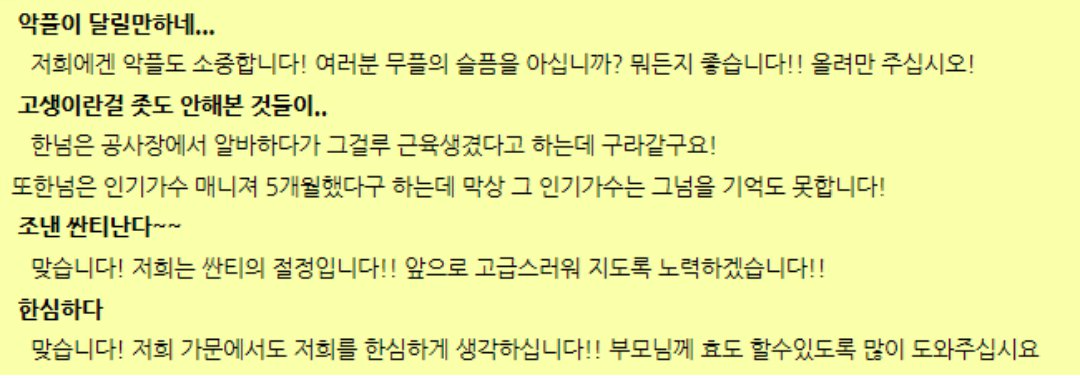 악플이 달릴만하네...
저희에겐 악플도 소중합니다! 여러분 무플의 슬픔을 아십니까? 뭐든지 좋습니다!! 올려만 주십시오!
고생이란걸 좃도 안해본 것들이..
한넘은 공사장에서 알바하다가 그걸루 근육생겼다고 하는데 구라같구요!
또한넘은 인기가수 매니져 5개월했다구 하는데 막상 그 인기가수는 그넘을 기억도 못합니다!
조낸 싼티난다~~
맞습니다! 저희는 싼티의 절정입니다!! 앞으로 고급스러워 지도록 노력하겠습니다!!
한심하다
맞습니다! 저희 가문에서도 저희를 한심하게 생각하십니다!! 부모님께 효도 할수있도록 많이 도와주십시요